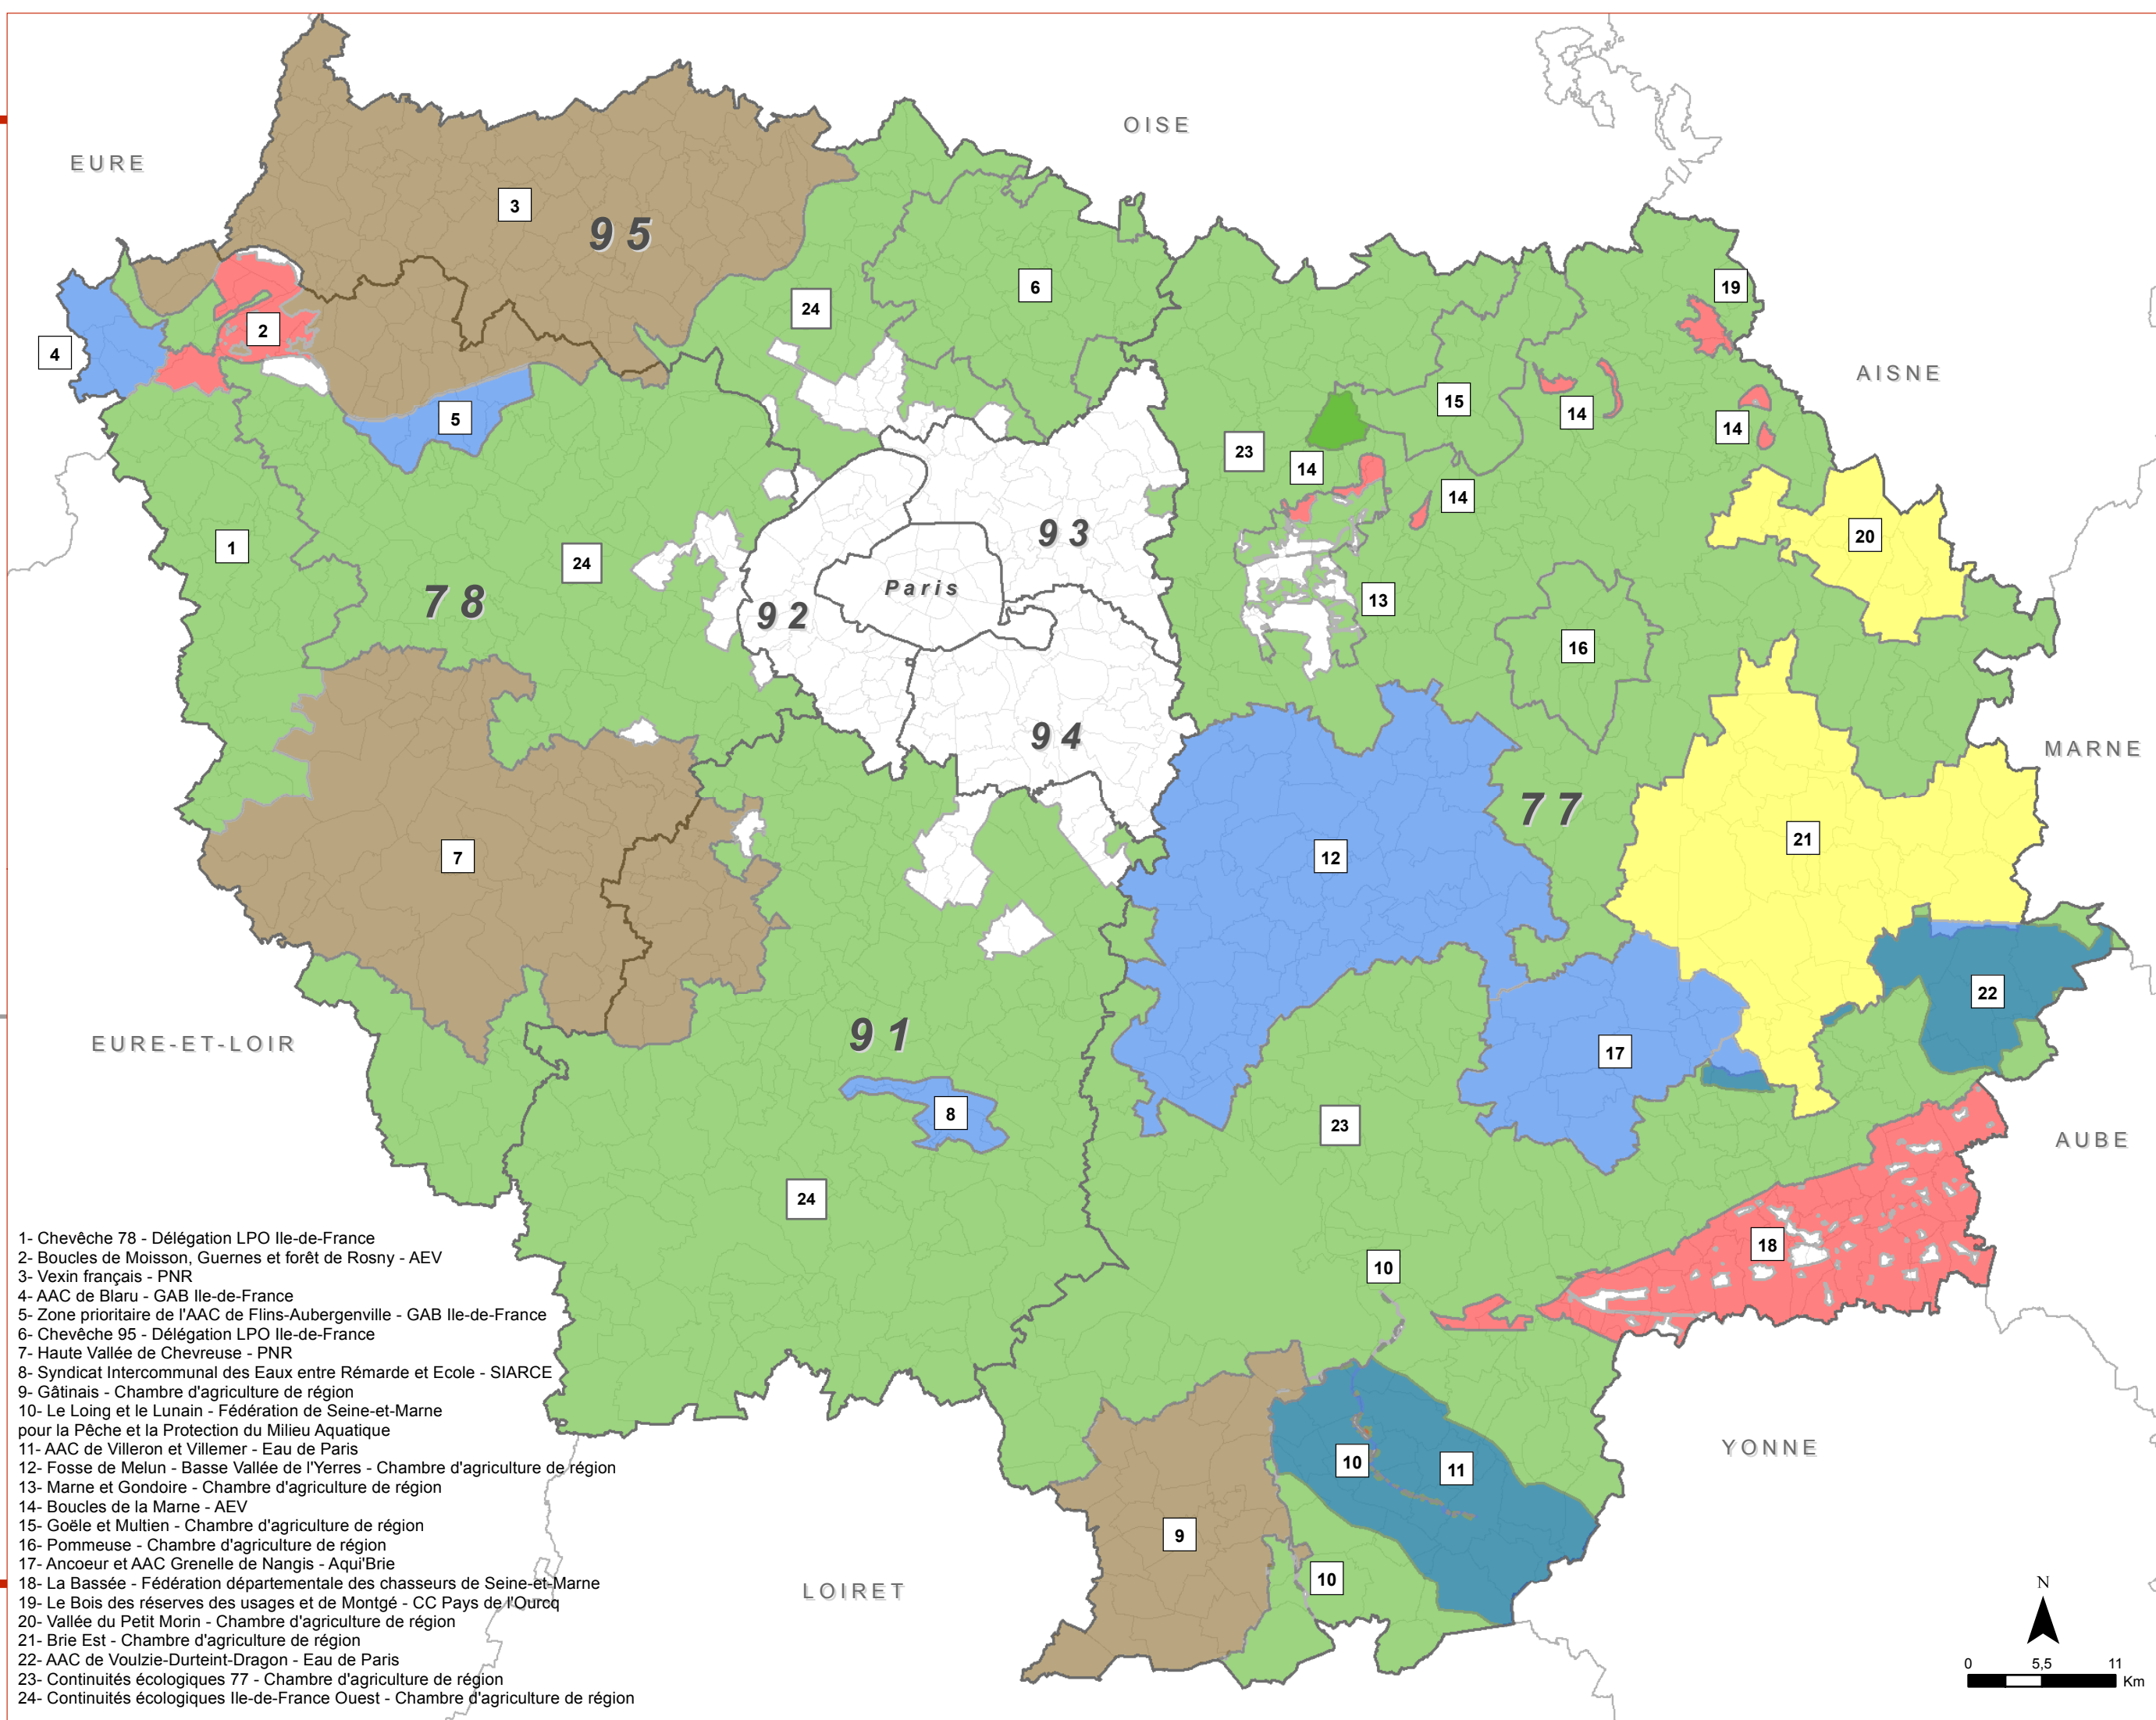 OISE
EURE
3
95
6
19
24
2
4
AISNE
15
14
5
14
23
14
14
20
93
1
24
Paris
78
13
92
16
94
MARNE
77
21
7
12
22
91
EURE-ET-LOIR
17
8
23
AUBE
24
18
10
YONNE
10
11
9
10
LOIRET
1- Chevêche 78 - Délégation LPO Ile-de-France
2- Boucles de Moisson, Guernes et forêt de Rosny - AEV
3- Vexin français - PNR
4- AAC de Blaru - GAB Ile-de-France
5- Zone prioritaire de l'AAC de Flins-Aubergenville - GAB Ile-de-France
6- Chevêche 95 - Délégation LPO Ile-de-France
7- Haute Vallée de Chevreuse - PNR
8- Syndicat Intercommunal des Eaux entre Rémarde et Ecole - SIARCE
9- Gâtinais - Chambre d'agriculture de région
10- Le Loing et le Lunain - Fédération de Seine-et-Marne
pour la Pêche et la Protection du Milieu Aquatique
11- AAC de Villeron et Villemer - Eau de Paris
12- Fosse de Melun - Basse Vallée de l'Yerres - Chambre d'agriculture de région
13- Marne et Gondoire - Chambre d'agriculture de région
14- Boucles de la Marne - AEV
15- Goële et Multien - Chambre d'agriculture de région
16- Pommeuse - Chambre d'agriculture de région
17- Ancoeur et AAC Grenelle de Nangis - Aqui'Brie
18- La Bassée - Fédération départementale des chasseurs de Seine-et-Marne
19- Le Bois des réserves des usages et de Montgé - CC Pays de l'Ourcq
20- Vallée du Petit Morin - Chambre d'agriculture de région
21- Brie Est - Chambre d'agriculture de région
22- AAC de Voulzie-Durteint-Dragon - Eau de Paris
23- Continuités écologiques 77 - Chambre d'agriculture de région
24- Continuités écologiques Ile-de-France Ouest - Chambre d'agriculture de région
N
0 5,5 11
Km